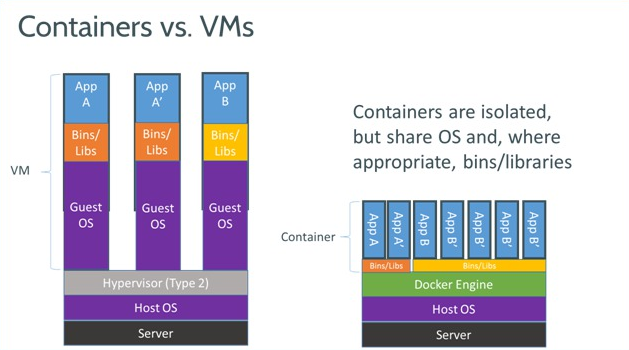 Containers vs. VMs
App
A
App
A’
App
B
Bins/
Libs
Bins/
Libs
Bins/
Libs
VM
Guest
OS
Guest
OS
Guest
OS
Hypervisor (Type 2)
Host OS
Server
Containers are isolated,
but share OS and, where
appropriate, bins/libraries
Container
App A
App A’
App B
App B’
App B’
App B’
App B’
Bins/Libs
Bins/Libs
Docker Engine
Host OS
Server